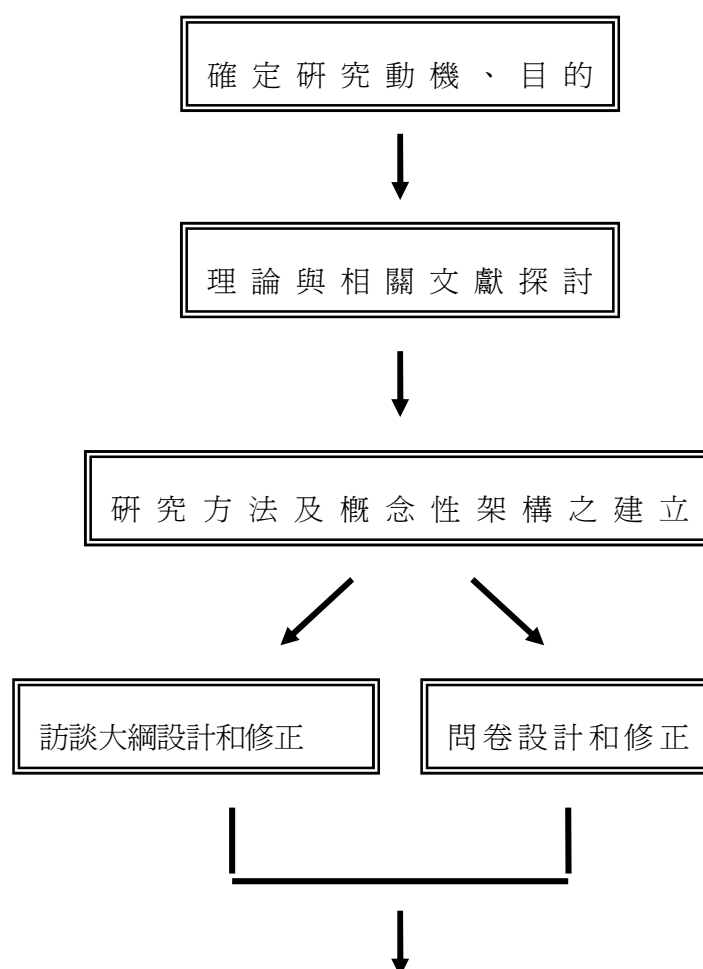 確定研究動機、目的
理論與相關文獻探討
研究方法及概念性架構之建立
訪談大綱設計和修正
問卷設計和修正